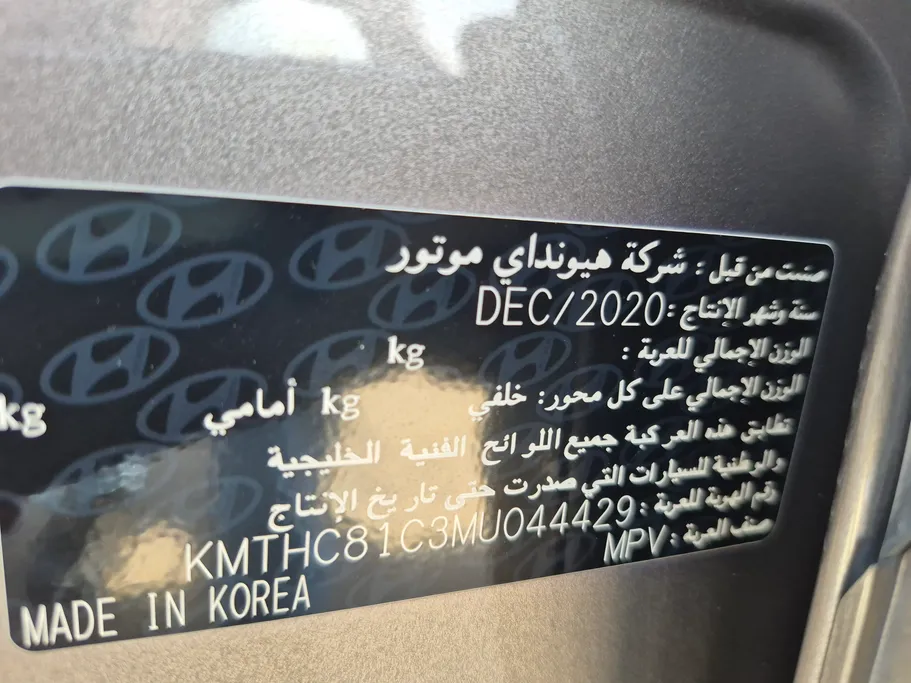 صنعت من قبل : شركة هيونداي موتور
سنة وشهر الإنتاج : DEC/2020
الوزن الإجمالي للعربة : kg
الوزن الإجمالي على كل محور: خلفي kg أمامي kg
تطابق هذه المركبة جميع اللوائح الفنية الخليجية
والوطنية للسيارات التي صدرت حتى تاريخ الإنتاج
رقم الهوية للعربة : KMTHC81C3MU044429
صنف العربة : MPV
MADE IN KOREA